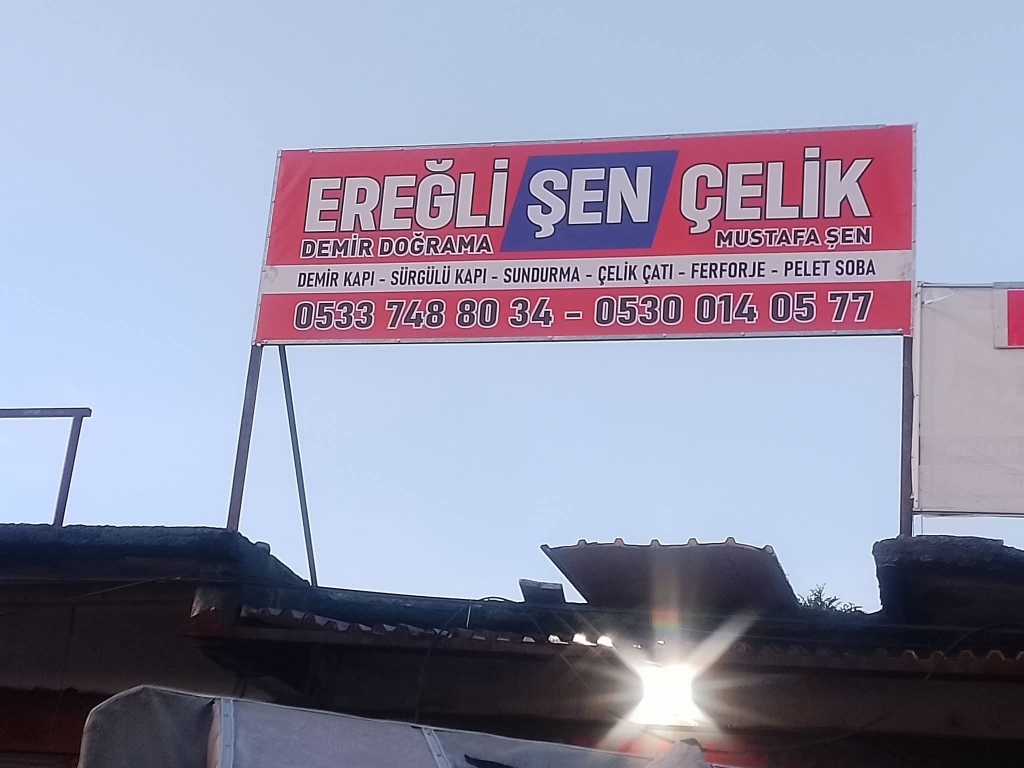 EREĞLİ ŞEN ÇELİK
DEMİR DOĞRAMA MUSTAFA ŞEN
DEMİR KAPI - SÜRGÜLÜ KAPI - SUNDURMA - ÇELİK ÇATI - FERFORJE - PELET SOBA
0533 748 80 34 - 0530 014 05 77